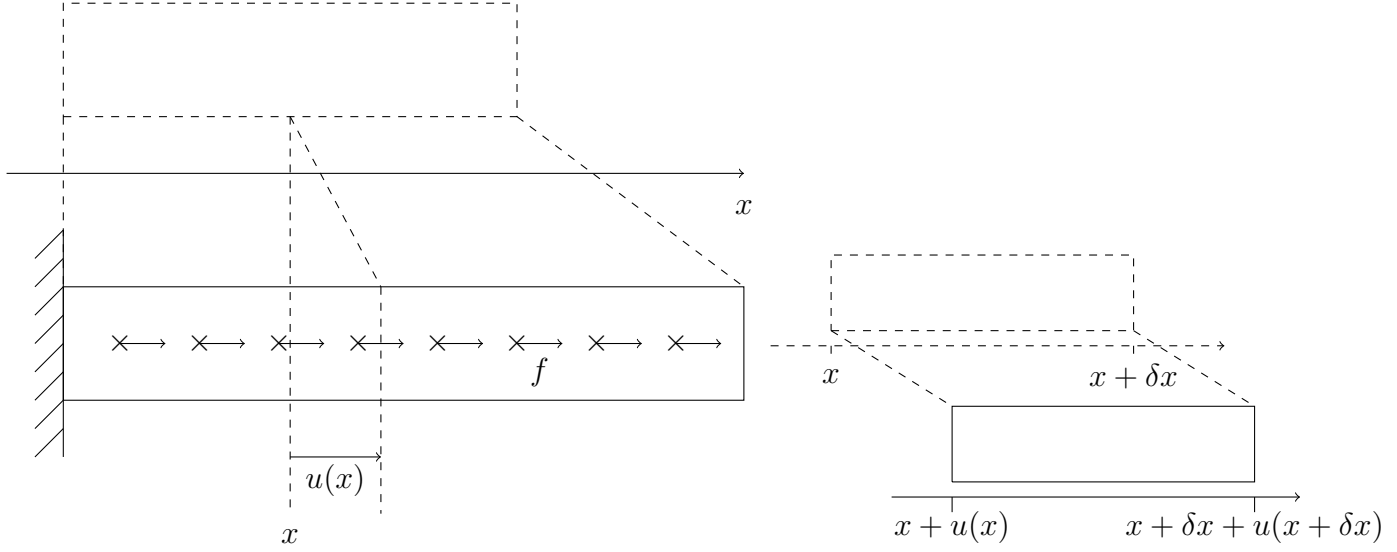 x
f
u(x)
x
x
x + δx
x + u(x)
x + δx + u(x + δx)